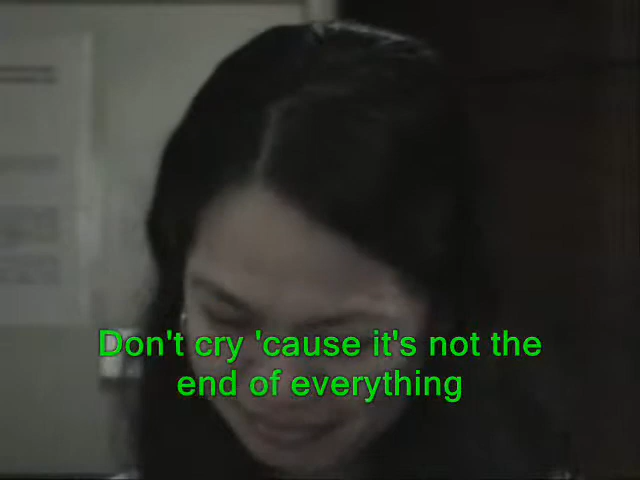 Don't cry 'cause it's not the
end of everything